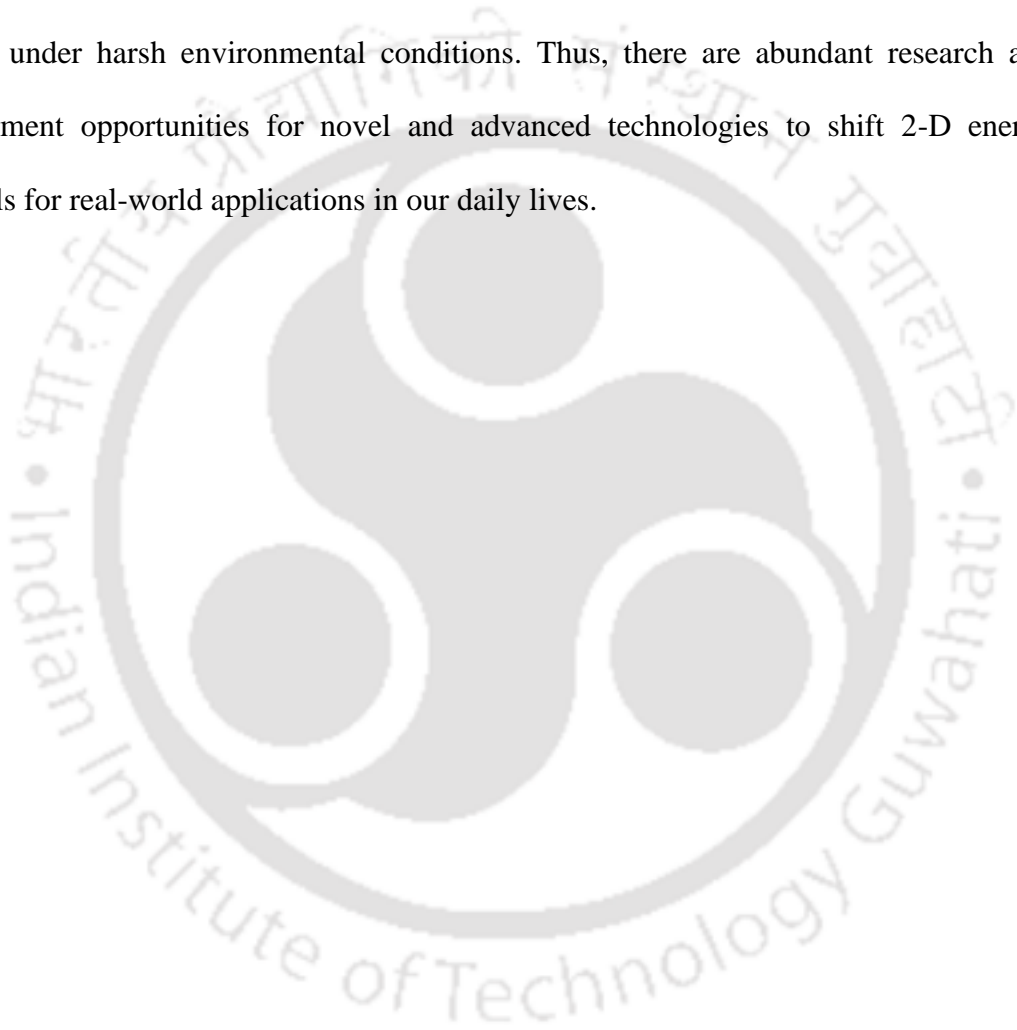 under harsh environmental conditions. Thus, there are abundant research a
ment opportunities for novel and advanced technologies to shift 2-D ener
ls for real-world applications in our daily lives.
भारतीय प्रौद्योगिकी संस्थान गुवाहाटी
Indian Institute of Technology Guwahati